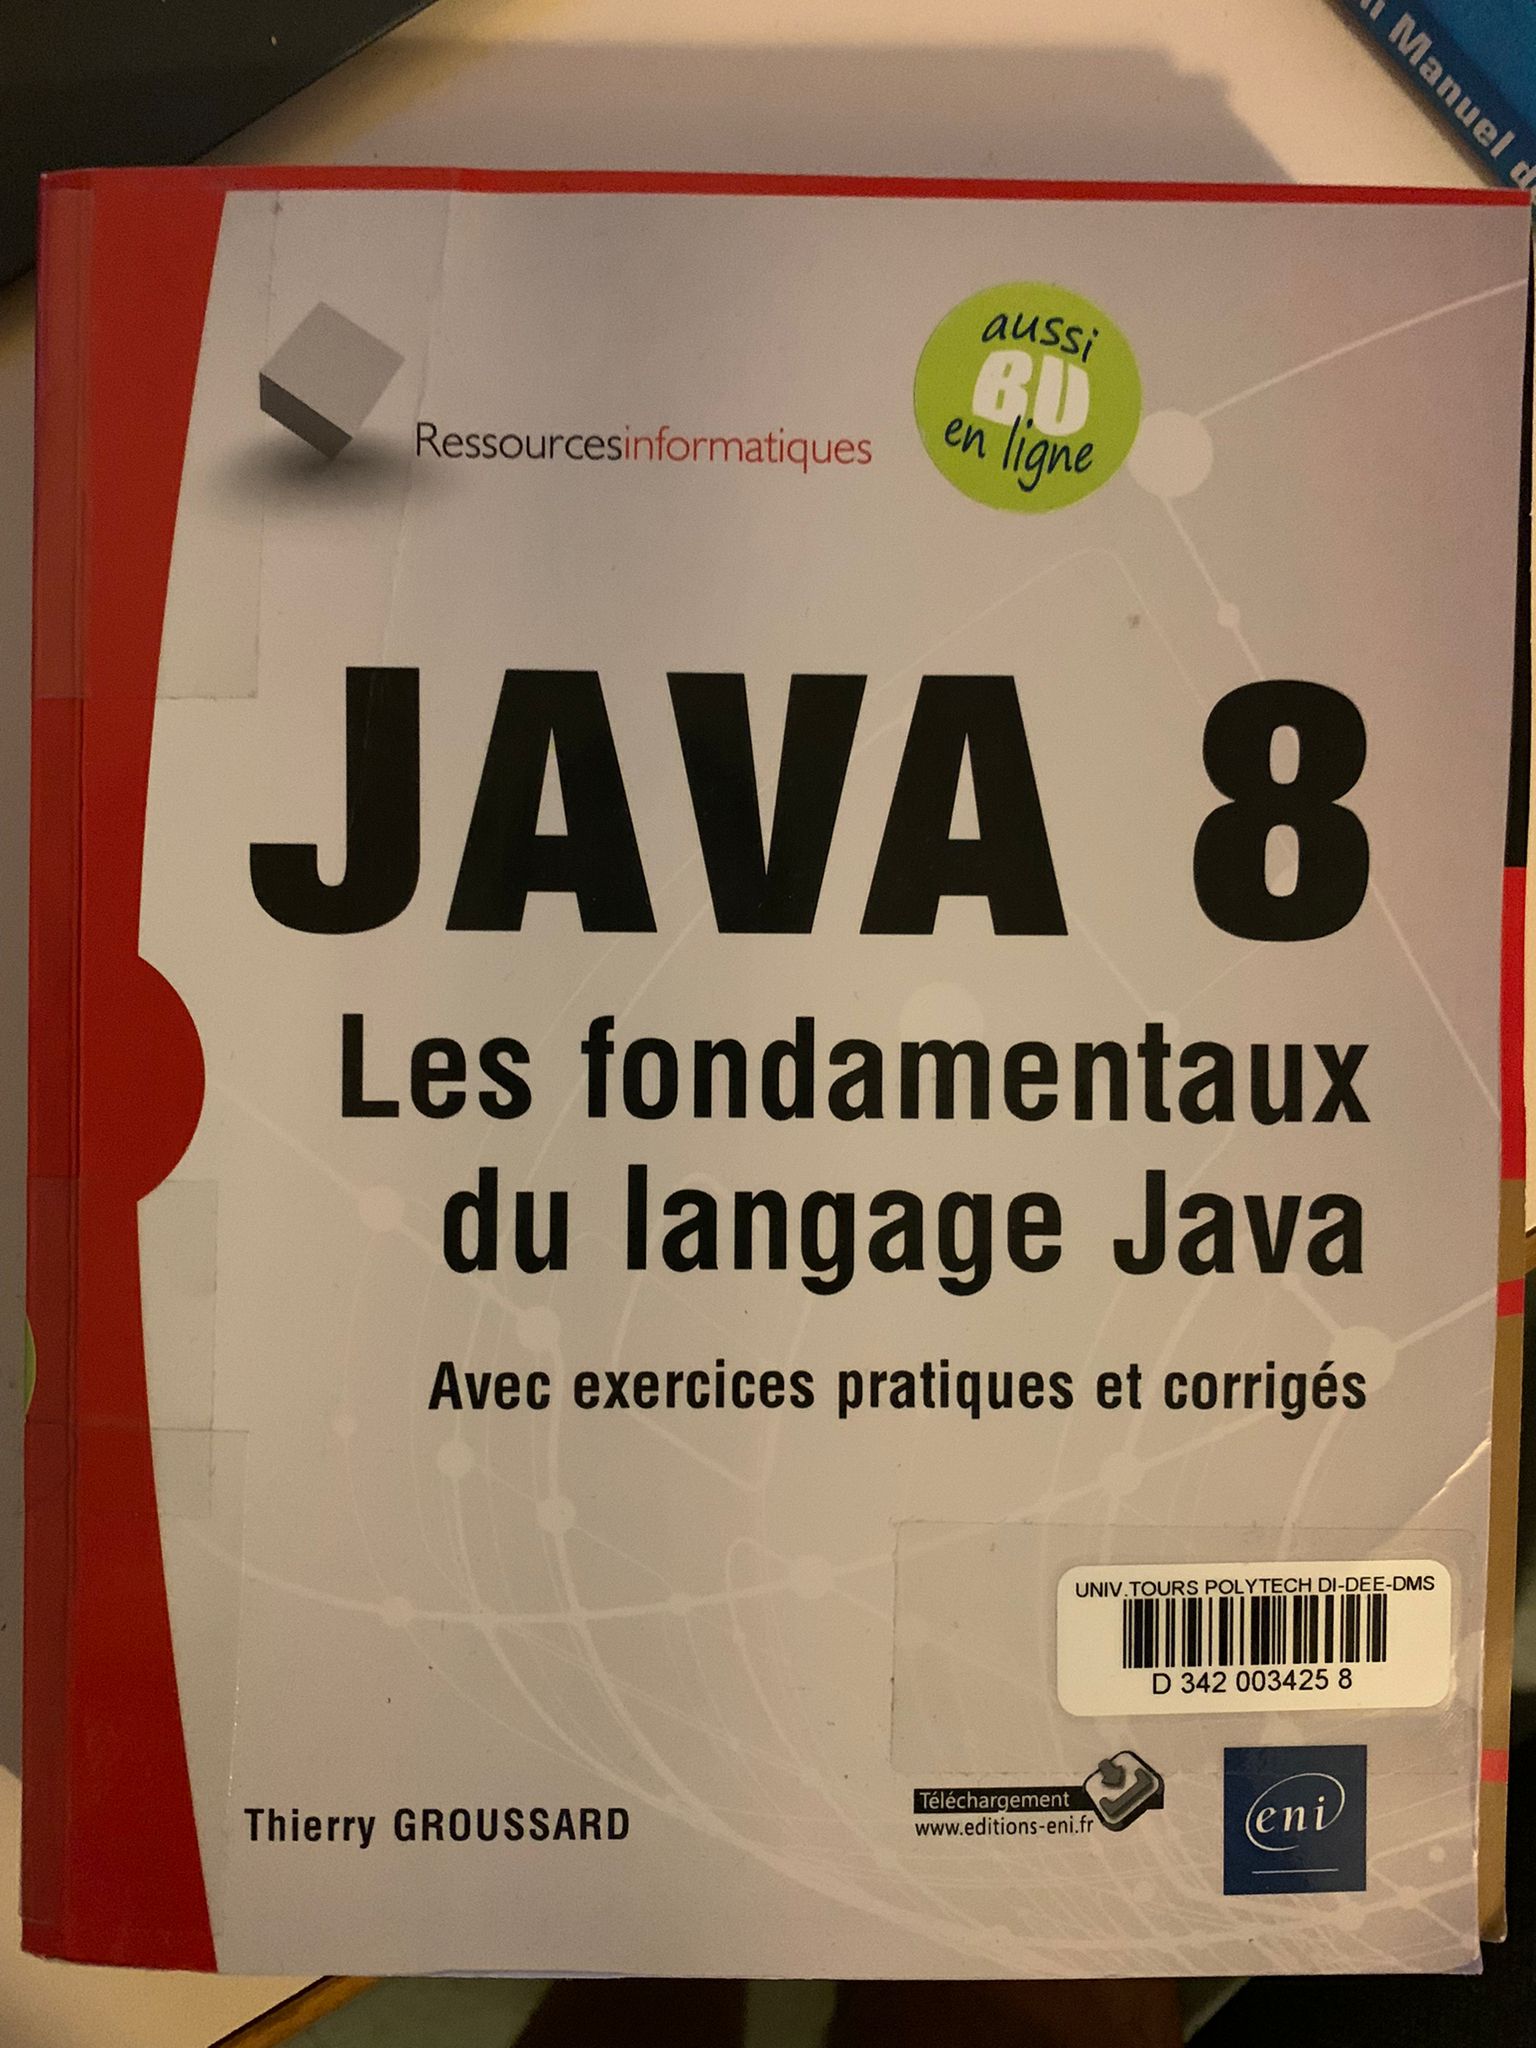 Manuel
Ressourcesinformatiques
aussi
BU
en ligne
JAVA 8
Les fondamentaux
du langage Java
Avec exercices pratiques et corrigés
UNIV.TOURS POLYTECH DI-DEE-DMS
D 342 003425 8
Thierry GROUSSARD
Téléchargement
www.editions-eni.fr
eni